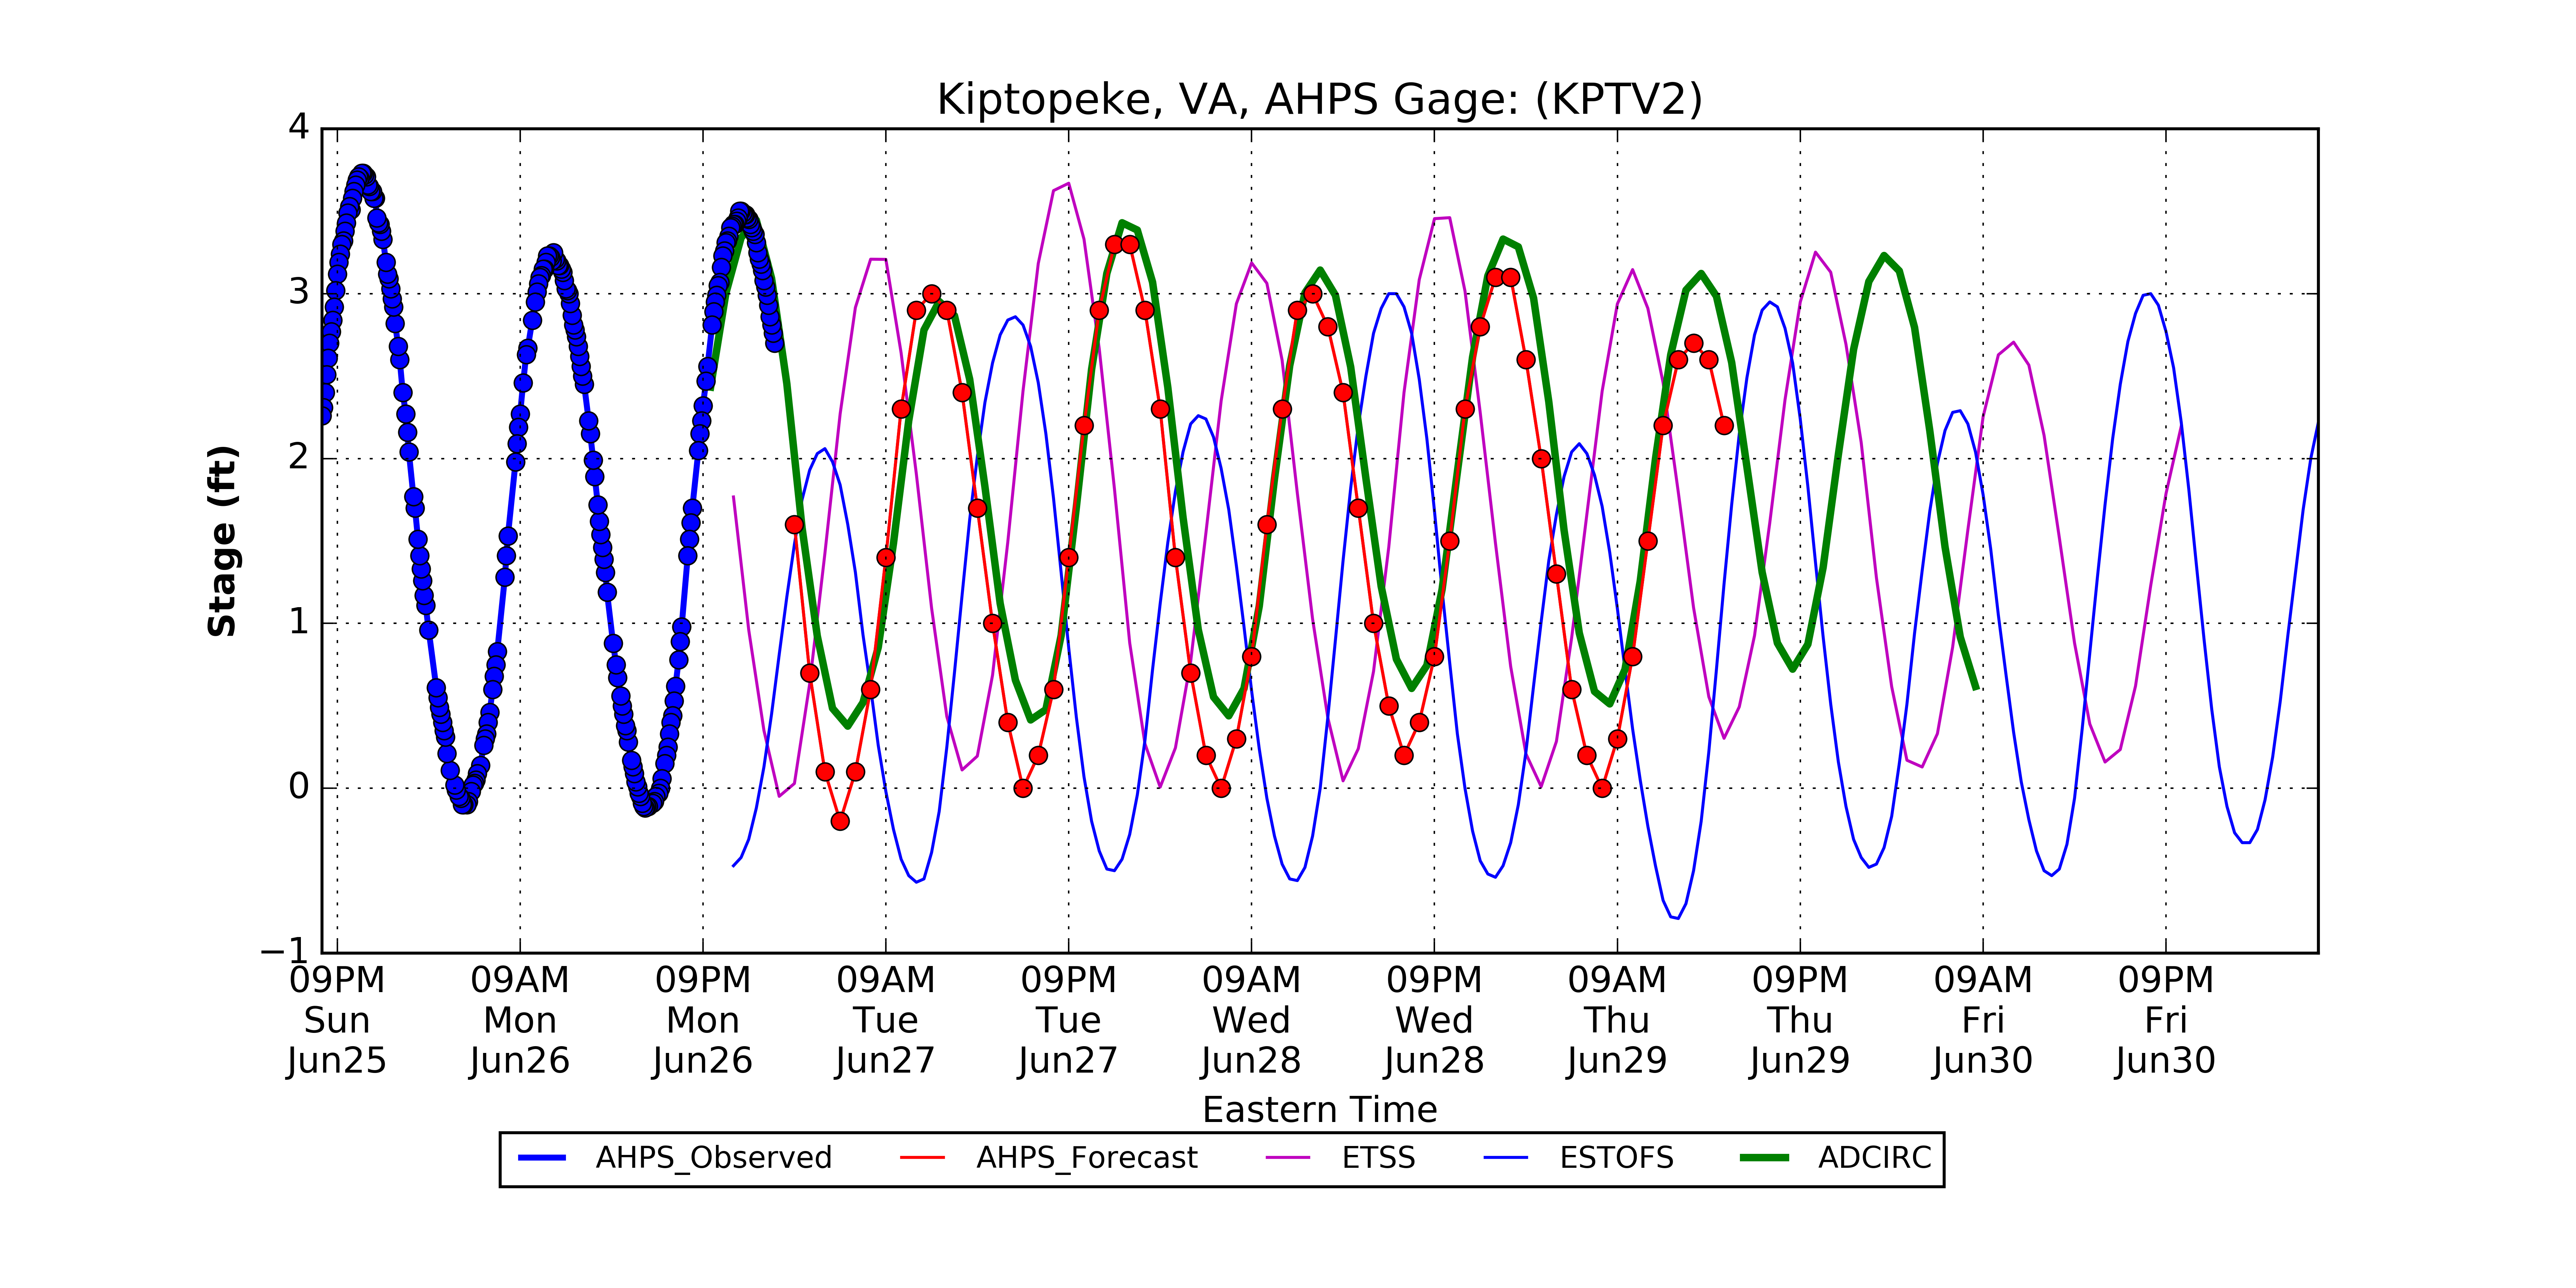 Kiptopeke, VA, AHPS Gage: (KPTV2)
Stage (ft)
4
3
2
1
0
−1
09PM 09AM 09PM 09AM 09PM 09AM 09PM 09AM 09PM 09AM 09PM
Sun Mon Mon Tue Tue Wed Wed Thu Thu Fri Fri
Jun25 Jun26 Jun26 Jun27 Jun27 Jun28 Jun28 Jun29 Jun29 Jun30 Jun30
Eastern Time
AHPS_Observed AHPS_Forecast ETSS ESTOFS ADCIRC